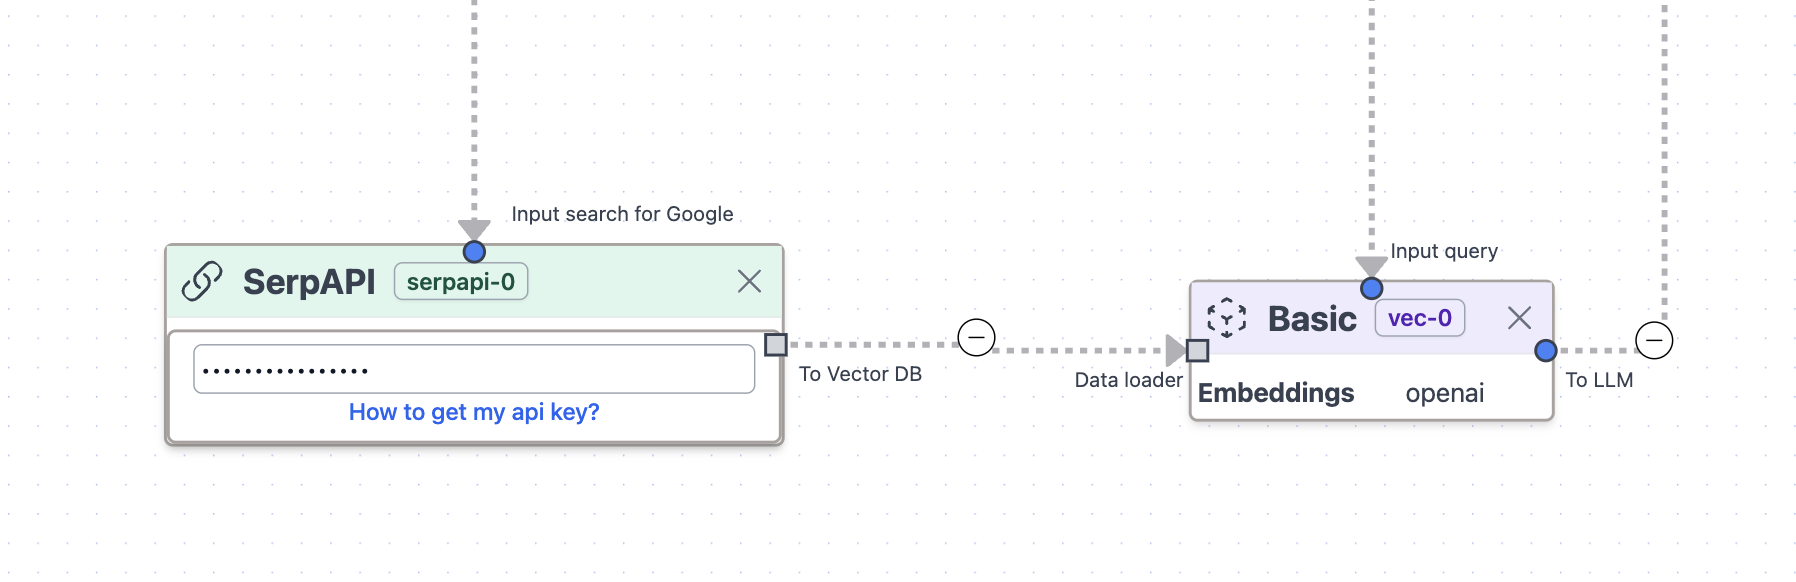 Input search for Google
SerpAPI serpapi-0
••••••••••••••••
How to get my api key?
To Vector DB
Data loader
Input query
Basic vec-0
Embeddings openai
To LLM